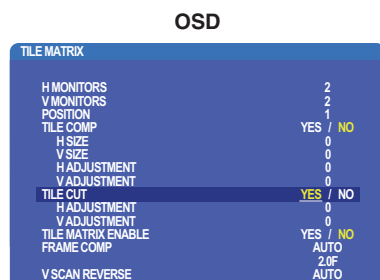 OSD
TILE MATRIX
H MONITORS 2
V MONITORS 2
POSITION 1
TILE COMP YES / NO
H SIZE 0
V SIZE 0
H ADJUSTMENT 0
V ADJUSTMENT 0
TILE CUT YES / NO
H ADJUSTMENT 0
V ADJUSTMENT 0
TILE MATRIX ENABLE YES / NO
FRAME COMP AUTO
2.0F
V SCAN REVERSE AUTO